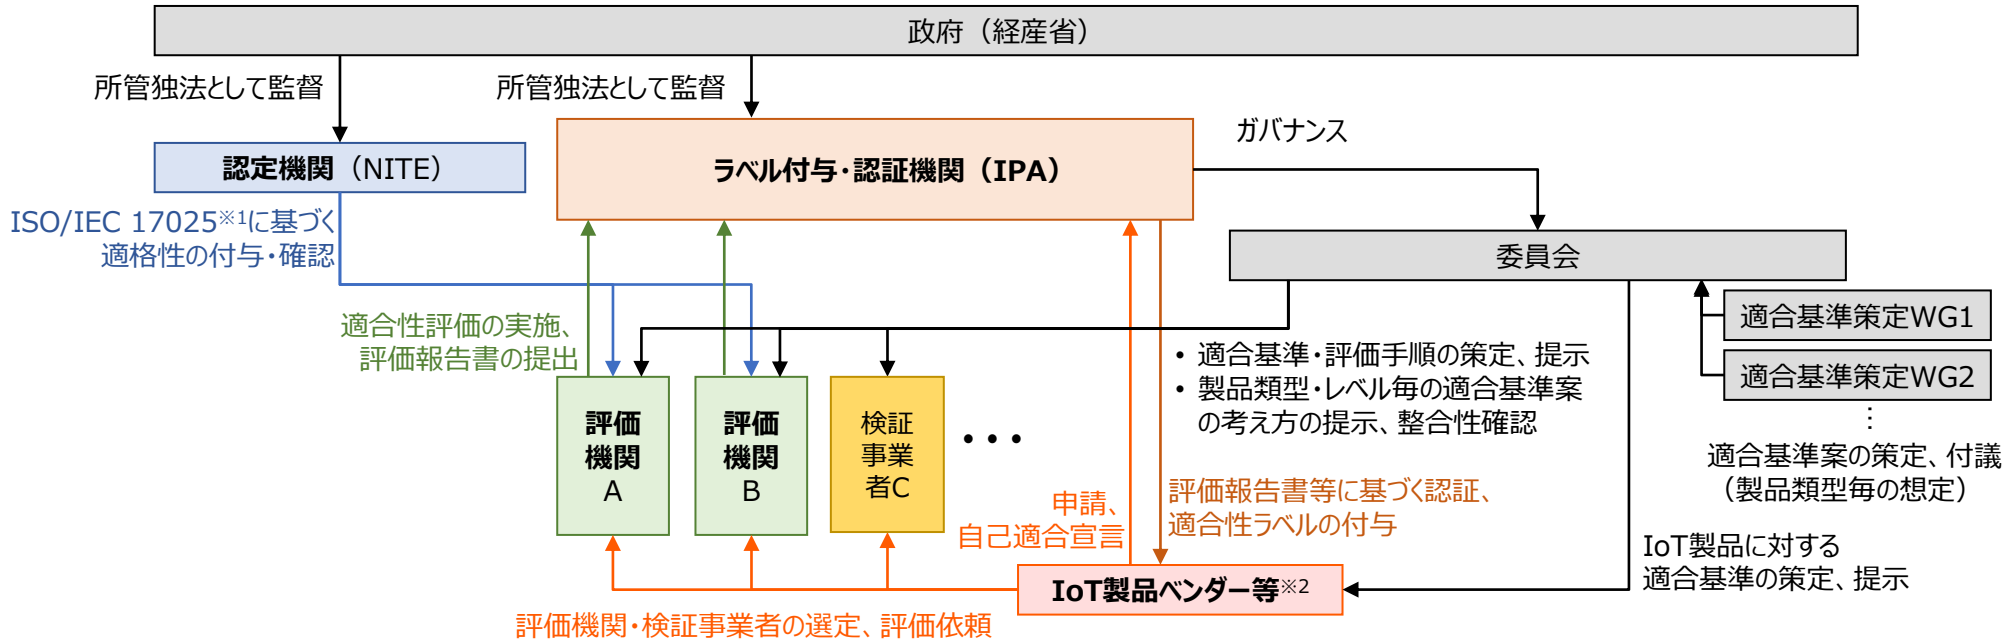 政府（経産省）
所管独法として監督
所管独法として監督
ガバナンス
認定機関（NITE）
ラベル付与・認証機関（IPA）
ISO/IEC 17025※1に基づく
適格性の付与・確認
委員会
適合基準策定WG1
適合基準策定WG2
⋮
適合基準案の策定、付議
（製品類型毎の想定）
適合性評価の実施、
評価報告書の提出
• 適合基準・評価手順の策定、提示
• 製品類型・レベル毎の適合基準案
の考え方の提示、整合性確認
評価
機関
A
評価
機関
B
検証
事業
者C
・・・
申請、
自己適合宣言
評価報告書等に基づく認証、
適合性ラベルの付与
IoT製品に対する
適合基準の策定、提示
IoT製品ベンダー等※2
評価機関・検証事業者の選定、評価依頼